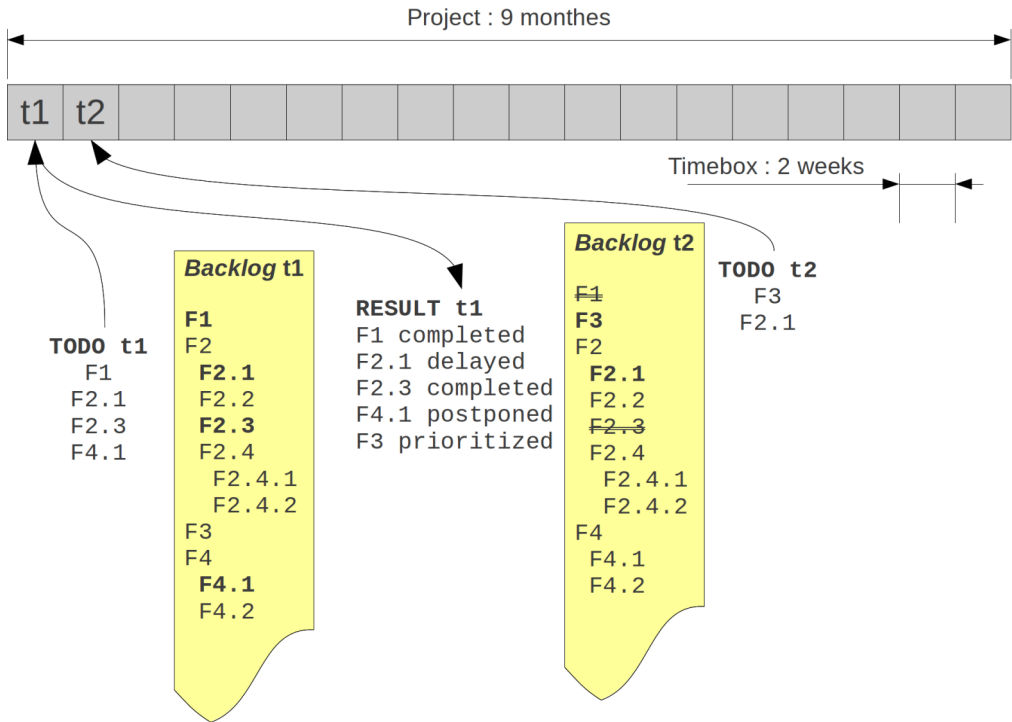 Project : 9 monthes
t1 t2
Timebox : 2 weeks
TODO t1
F1
F2.1
F2.3
F4.1
Backlog t1
F1
F2
F2.1
F2.2
F2.3
F2.4
F2.4.1
F2.4.2
F3
F4
F4.1
F4.2
RESULT t1
F1 completed
F2.1 delayed
F2.3 completed
F4.1 postponed
F3 prioritized
Backlog t2
F1
F3
F2
F2.1
F2.2
F2.3
F2.4
F2.4.1
F2.4.2
F4
F4.1
F4.2
TODO t2
F3
F2.1